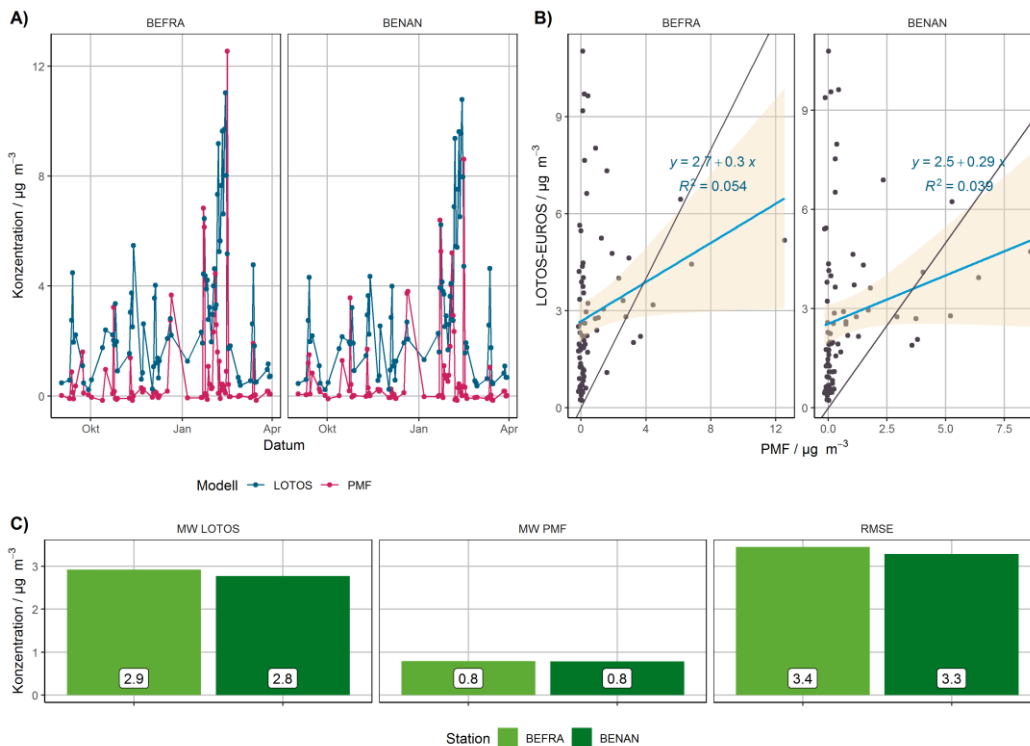 A)
BEFRA
BENAN
Konzentration / µg m⁻³
12
8
4
0
Okt
Jan
Apr
Okt
Jan
Apr
Datum
Modell LOTOS PMF
B)
BEFRA
BENAN
LOTOS-EUROS / µg m⁻³
9
6
3
0
y = 2.7 + 0.3 x
R² = 0.054
0
4
8
12
9
6
3
0
y = 2.5 + 0.29 x
R² = 0.039
0.0
2.5
5.0
7.5
PMF / µg m⁻³
C)
MW LOTOS
MW PMF
RMSE
Konzentration / µg m⁻³
3
2
1
0
2.9
2.8
0.8
0.8
3.4
3.3
Station BEFRA BENAN